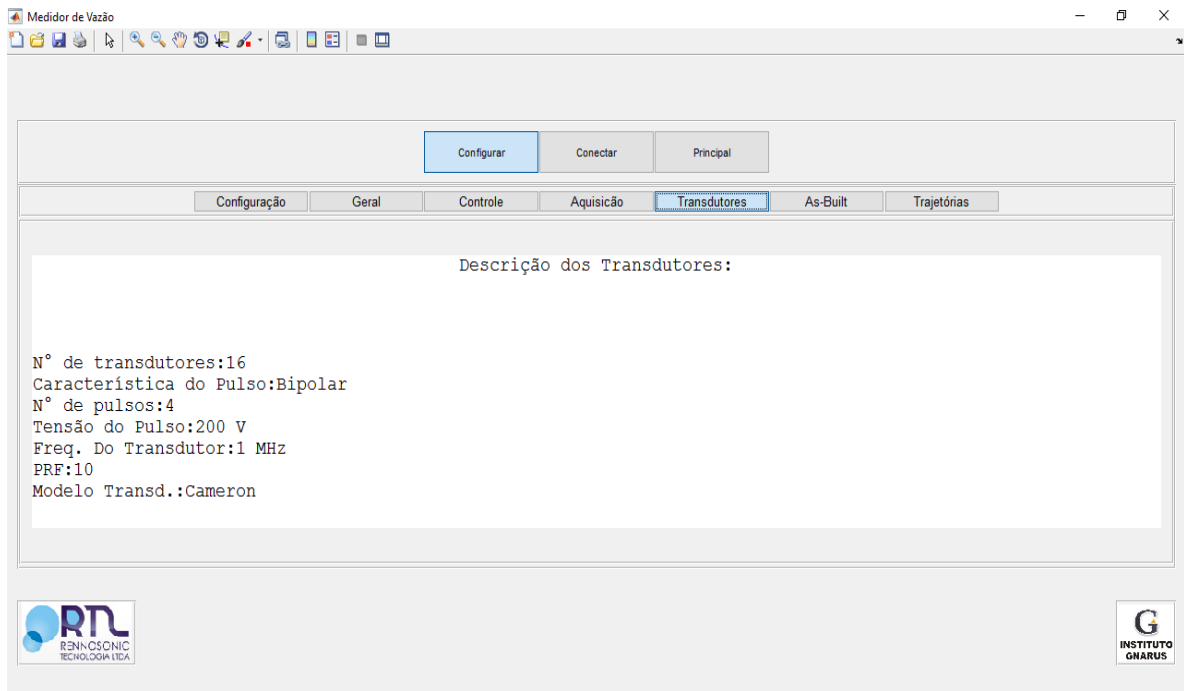 Medidor de Vazão
Configurar
Conectar
Principal
Configuração
Geral
Controle
Aquisicão
Transdutores
As-Built
Trajetórias
Descrição dos Transdutores:
N° de transdutores:16
Característica do Pulso:Bipolar
N° de pulsos:4
Tensão do Pulso:200 V
Freq. Do Transdutor:1 MHz
PRF:10
Modelo Transd.:Cameron
RTL
RENNOSONIC
TECNOLOGIA LTDA
G
INSTITUTO
GNARUS